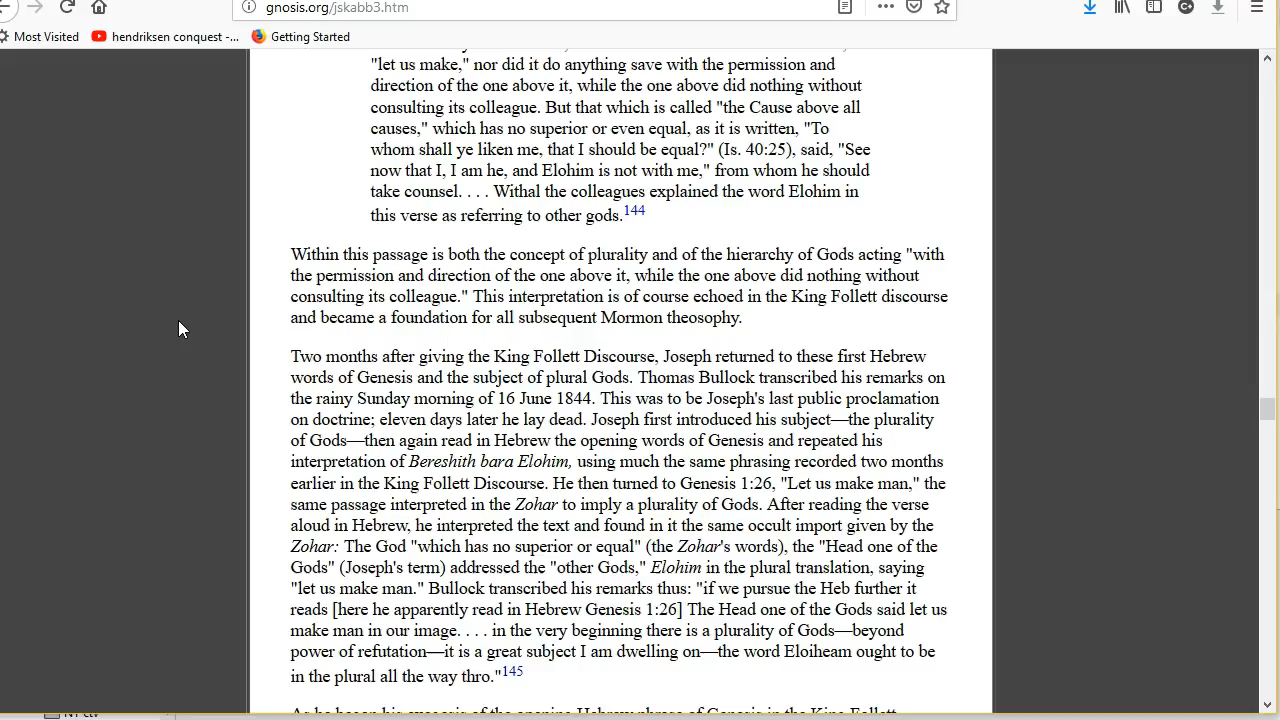 gnosis.org/jskabb3.htm
Most Visited
hendriksen conquest -...
Getting Started
"let us make," nor did it do anything save with the permission and
direction of the one above it, while the one above did nothing without
consulting its colleague. But that which is called "the Cause above all
causes," which has no superior or even equal, as it is written, "To
whom shall ye liken me, that I should be equal?" (Is. 40:25), said, "See
now that I, I am he, and Elohim is not with me," from whom he should
take counsel. . . . Withal the colleagues explained the word Elohim in
this verse as referring to other gods.144
Within this passage is both the concept of plurality and of the hierarchy of Gods acting "with
the permission and direction of the one above it, while the one above did nothing without
consulting its colleague." This interpretation is of course echoed in the King Follett discourse
and became a foundation for all subsequent Mormon theosophy.
Two months after giving the King Follett Discourse, Joseph returned to these first Hebrew
words of Genesis and the subject of plural Gods. Thomas Bullock transcribed his remarks on
the rainy Sunday morning of 16 June 1844. This was to be Joseph's last public proclamation
on doctrine; eleven days later he lay dead. Joseph first introduced his subject—the plurality
of Gods—then again read in Hebrew the opening words of Genesis and repeated his
interpretation of Bereshith bara Elohim, using much the same phrasing recorded two months
earlier in the King Follett Discourse. He then turned to Genesis 1:26, "Let us make man," the
same passage interpreted in the Zohar to imply a plurality of Gods. After reading the verse
aloud in Hebrew, he interpreted the text and found in it the same occult import given by the
Zohar: The God "which has no superior or equal" (the Zohar's words), the "Head one of the
Gods" (Joseph's term) addressed the "other Gods," Elohim in the plural translation, saying
"let us make man." Bullock transcribed his remarks thus: "if we pursue the Heb further it
reads [here he apparently read in Hebrew Genesis 1:26] The Head one of the Gods said let us
make man in our image. . . . in the very beginning there is a plurality of Gods—beyond
power of refutation—it is a great subject I am dwelling on—the word Eloiheam ought to be
in the plural all the way thro."145